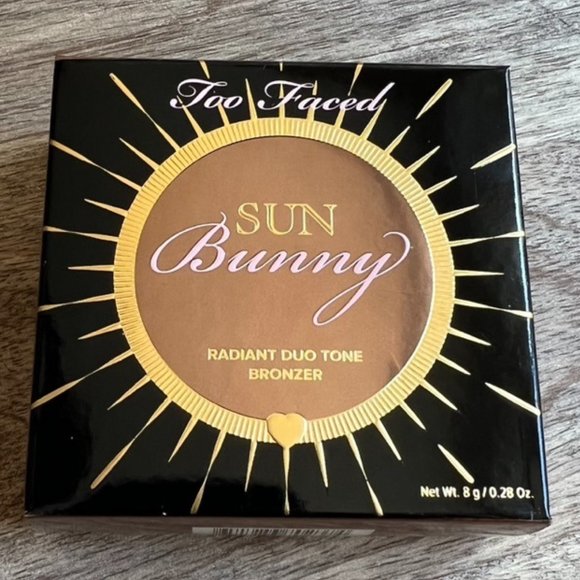 Too Faced
SUN
Bunny
RADIANT DUO TONE
BRONZER
Net Wt. 8 g / 0.28 Oz.